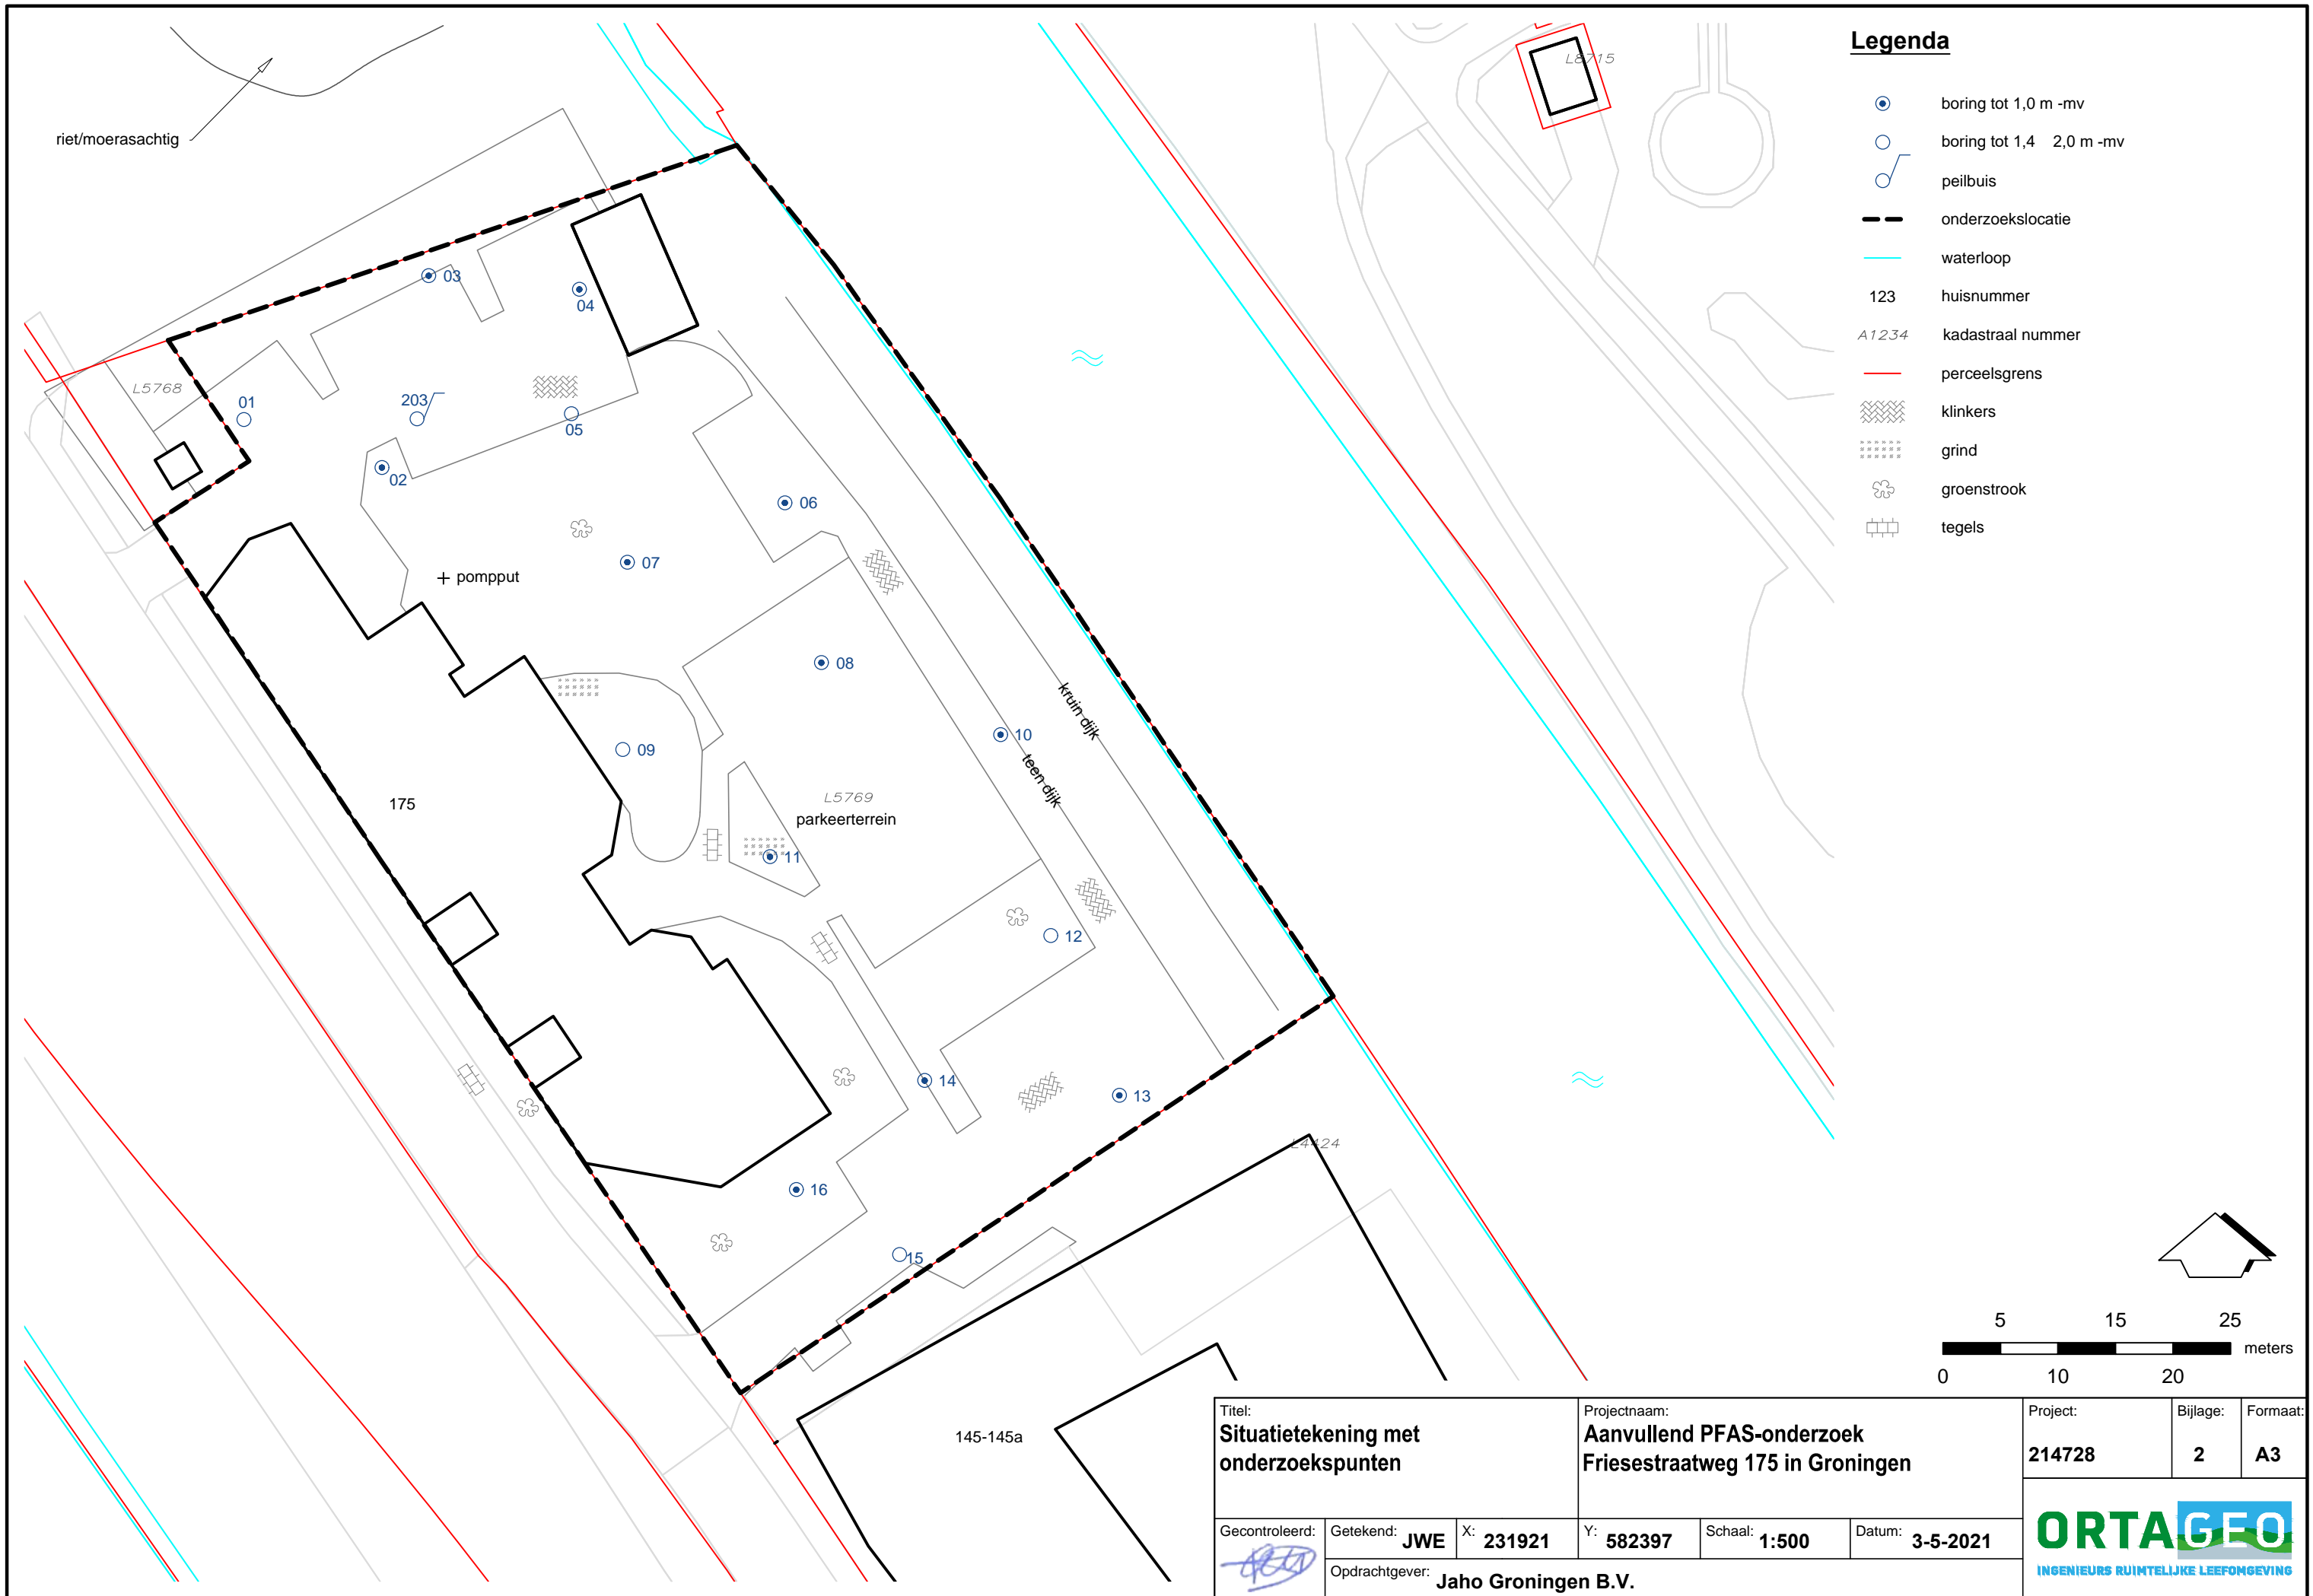 Legenda
boring tot 1,0 m -mv
boring tot 1,4 2,0 m -mv
peilbuis
onderzoekslocatie
waterloop
123 huisnummer
A1234 kadastraal nummer
perceelsgrens
klinkers
grind
groenstrook
tegels
riet/moerasachtig
L8715
03
04
L5768
01
203
05
02
06
07
+ pompput
08
kruin dijk
10
09
teen dijk
175
L5769
parkeerterrein
11
12
14
13
L4424
16
15
145-145a
5 15 25
meters
0 10 20
Titel:
Situatietekening met
onderzoekspunten
Projectnaam:
Aanvullend PFAS-onderzoek
Friesestraatweg 175 in Groningen
Project:
214728
Bijlage:
2
Formaat:
A3
Gecontroleerd:
Getekend: JWE
X: 231921
Y: 582397
Schaal: 1:500
Datum: 3-5-2021
Opdrachtgever: Jaho Groningen B.V.
ORTAGEO
INGENIEURS RUIMTELIJKE LEEFOMGEVING